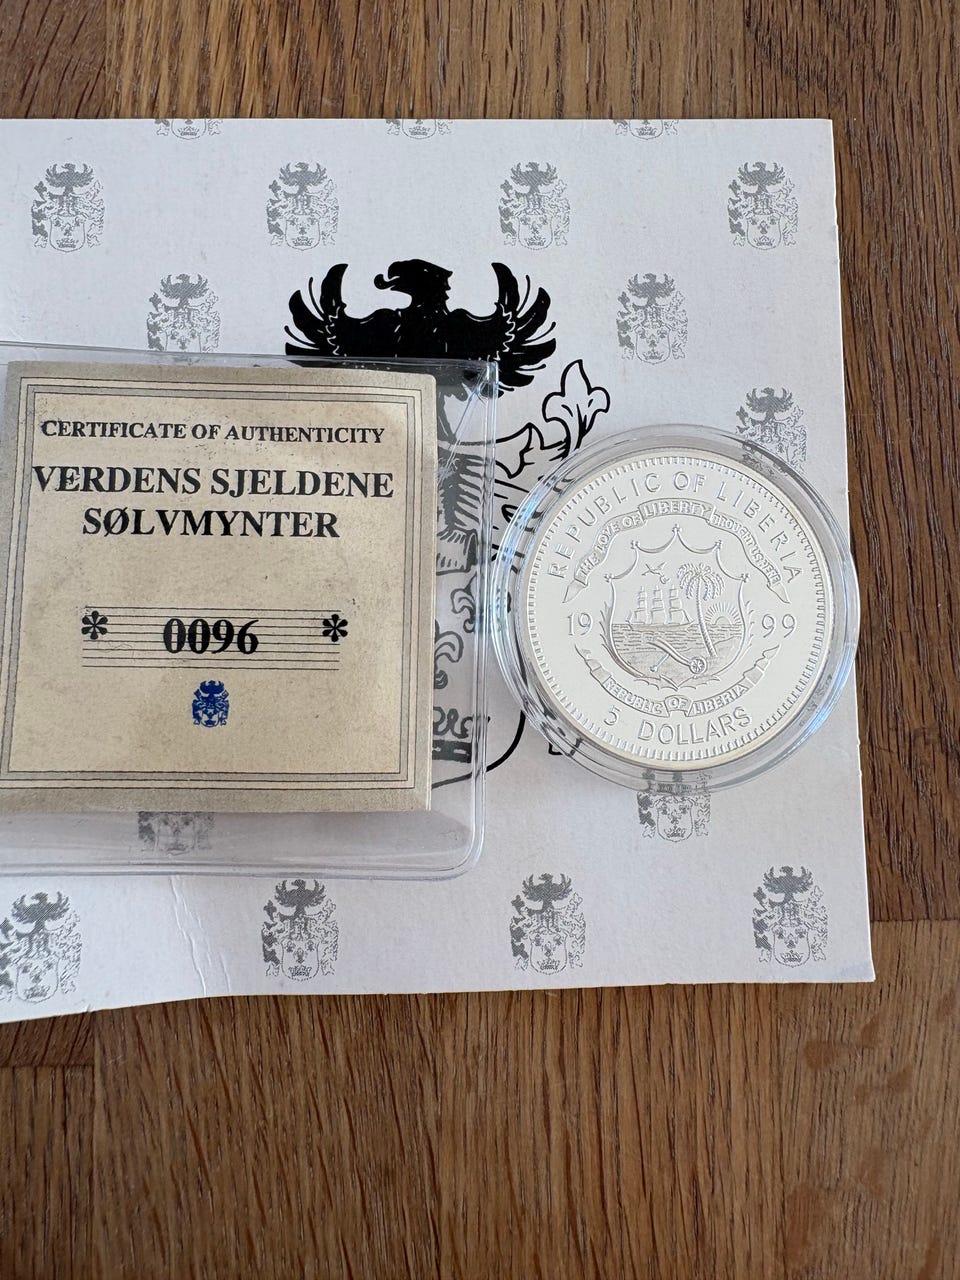 CERTIFICATE OF AUTHENTICITY
VERDENS SJELDENE
SØLVMYNTER
* 0096 *
REPUBLIC OF LIBERIA
THE LOVE OF LIBERTY BROUGHT US HERE
19 99
REPUBLIC OF LIBERIA
5 DOLLARS